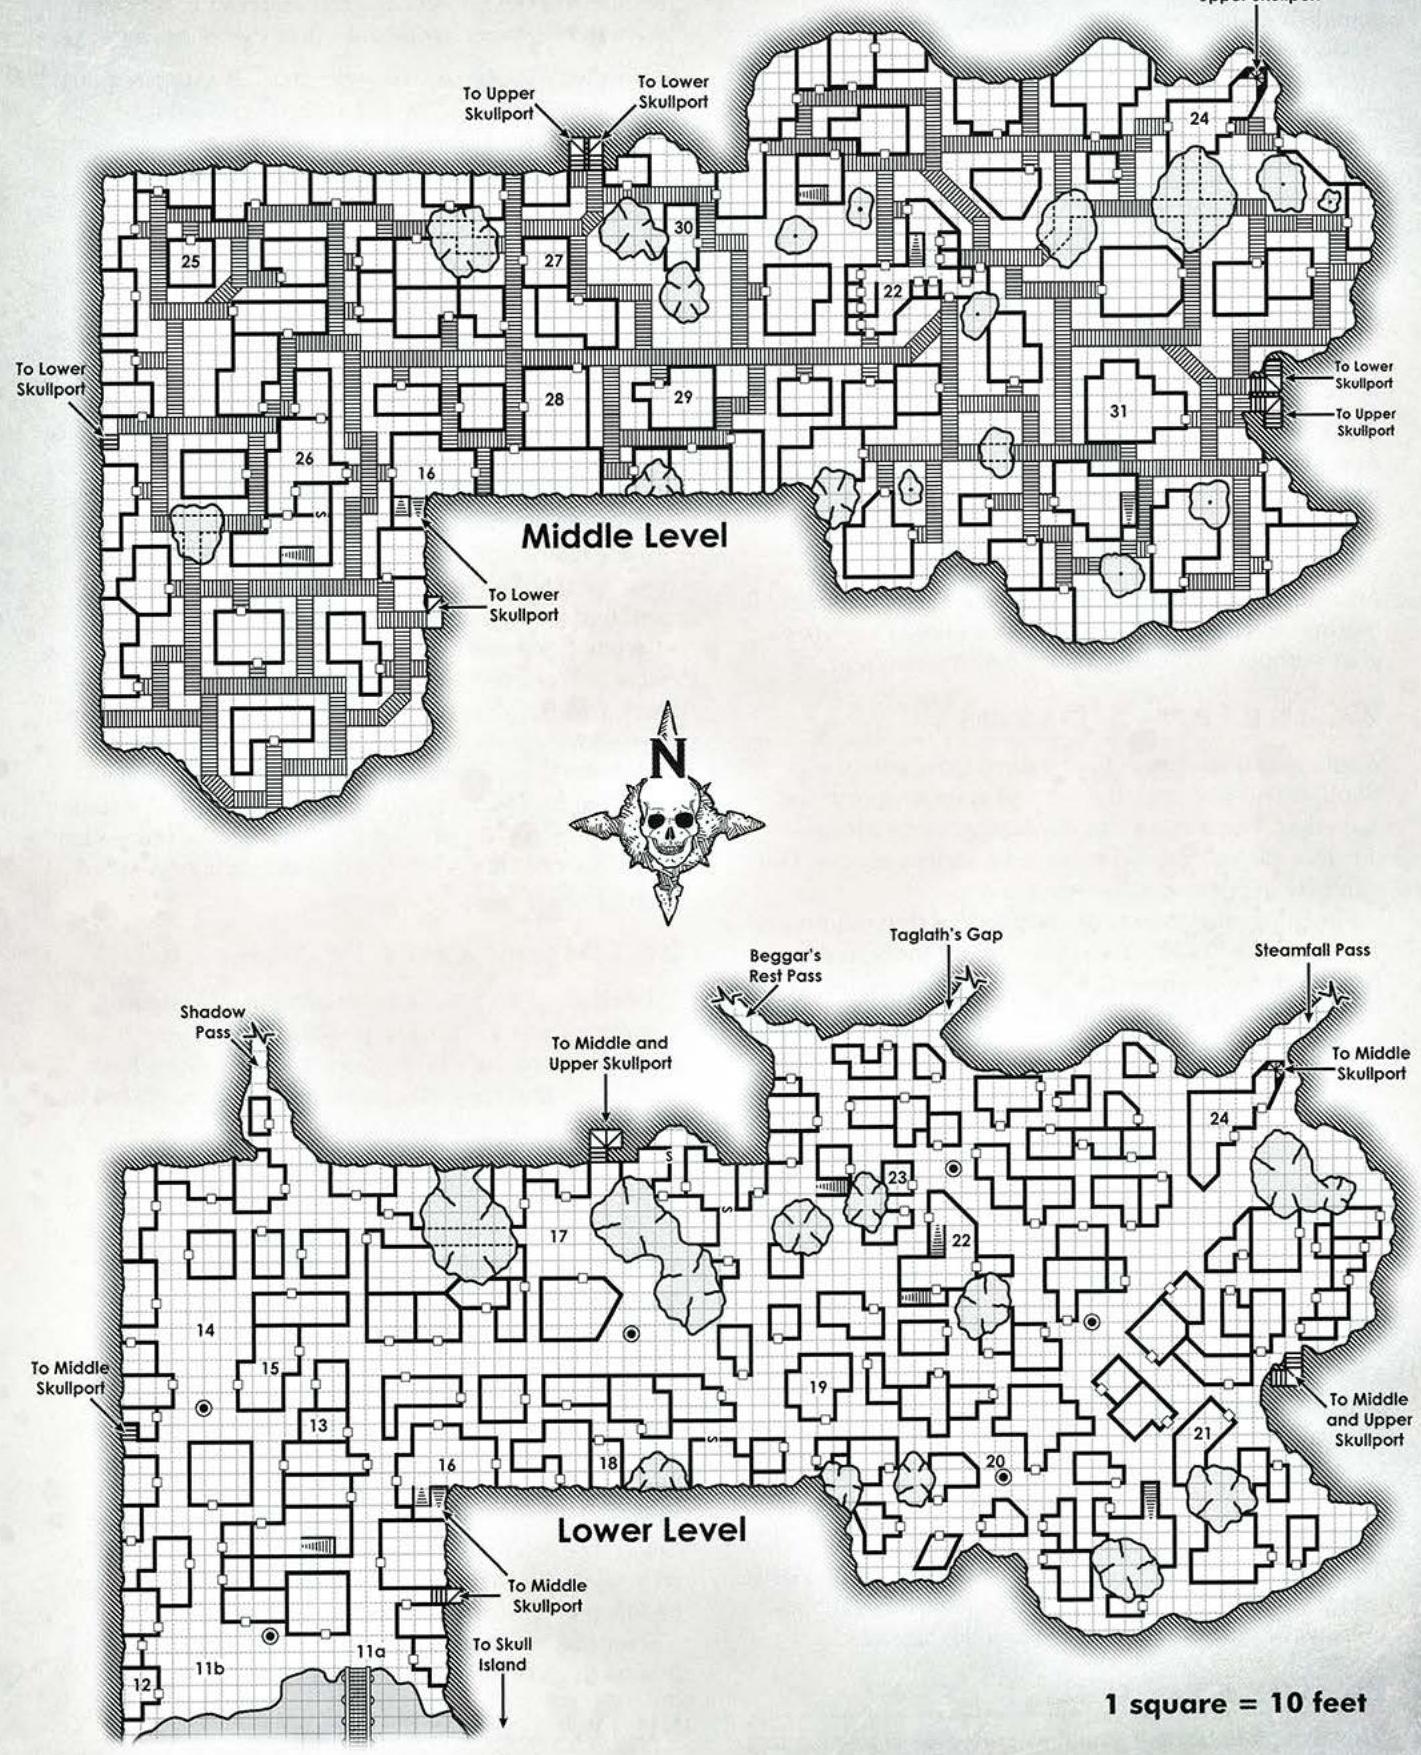 Upper Skullport
To Upper
Skullport
To Lower
Skullport
24
25
27
30
22
To Lower
Skullport
28
29
31
To Lower
Skullport
To Upper
Skullport
26
16
S
Middle Level
To Lower
Skullport
N
Beggar's
Rest Pass
Taglath's Gap
Steamfall Pass
Shadow
Pass
To Middle and
Upper Skullport
To Middle
Skullport
24
S
23
S
17
22
14
15
To Middle
Skullport
19
13
To Middle
and Upper
Skullport
21
S
16
18
20
Lower Level
To Middle
Skullport
To Skull
Island
11a
11b
12
1 square = 10 feet